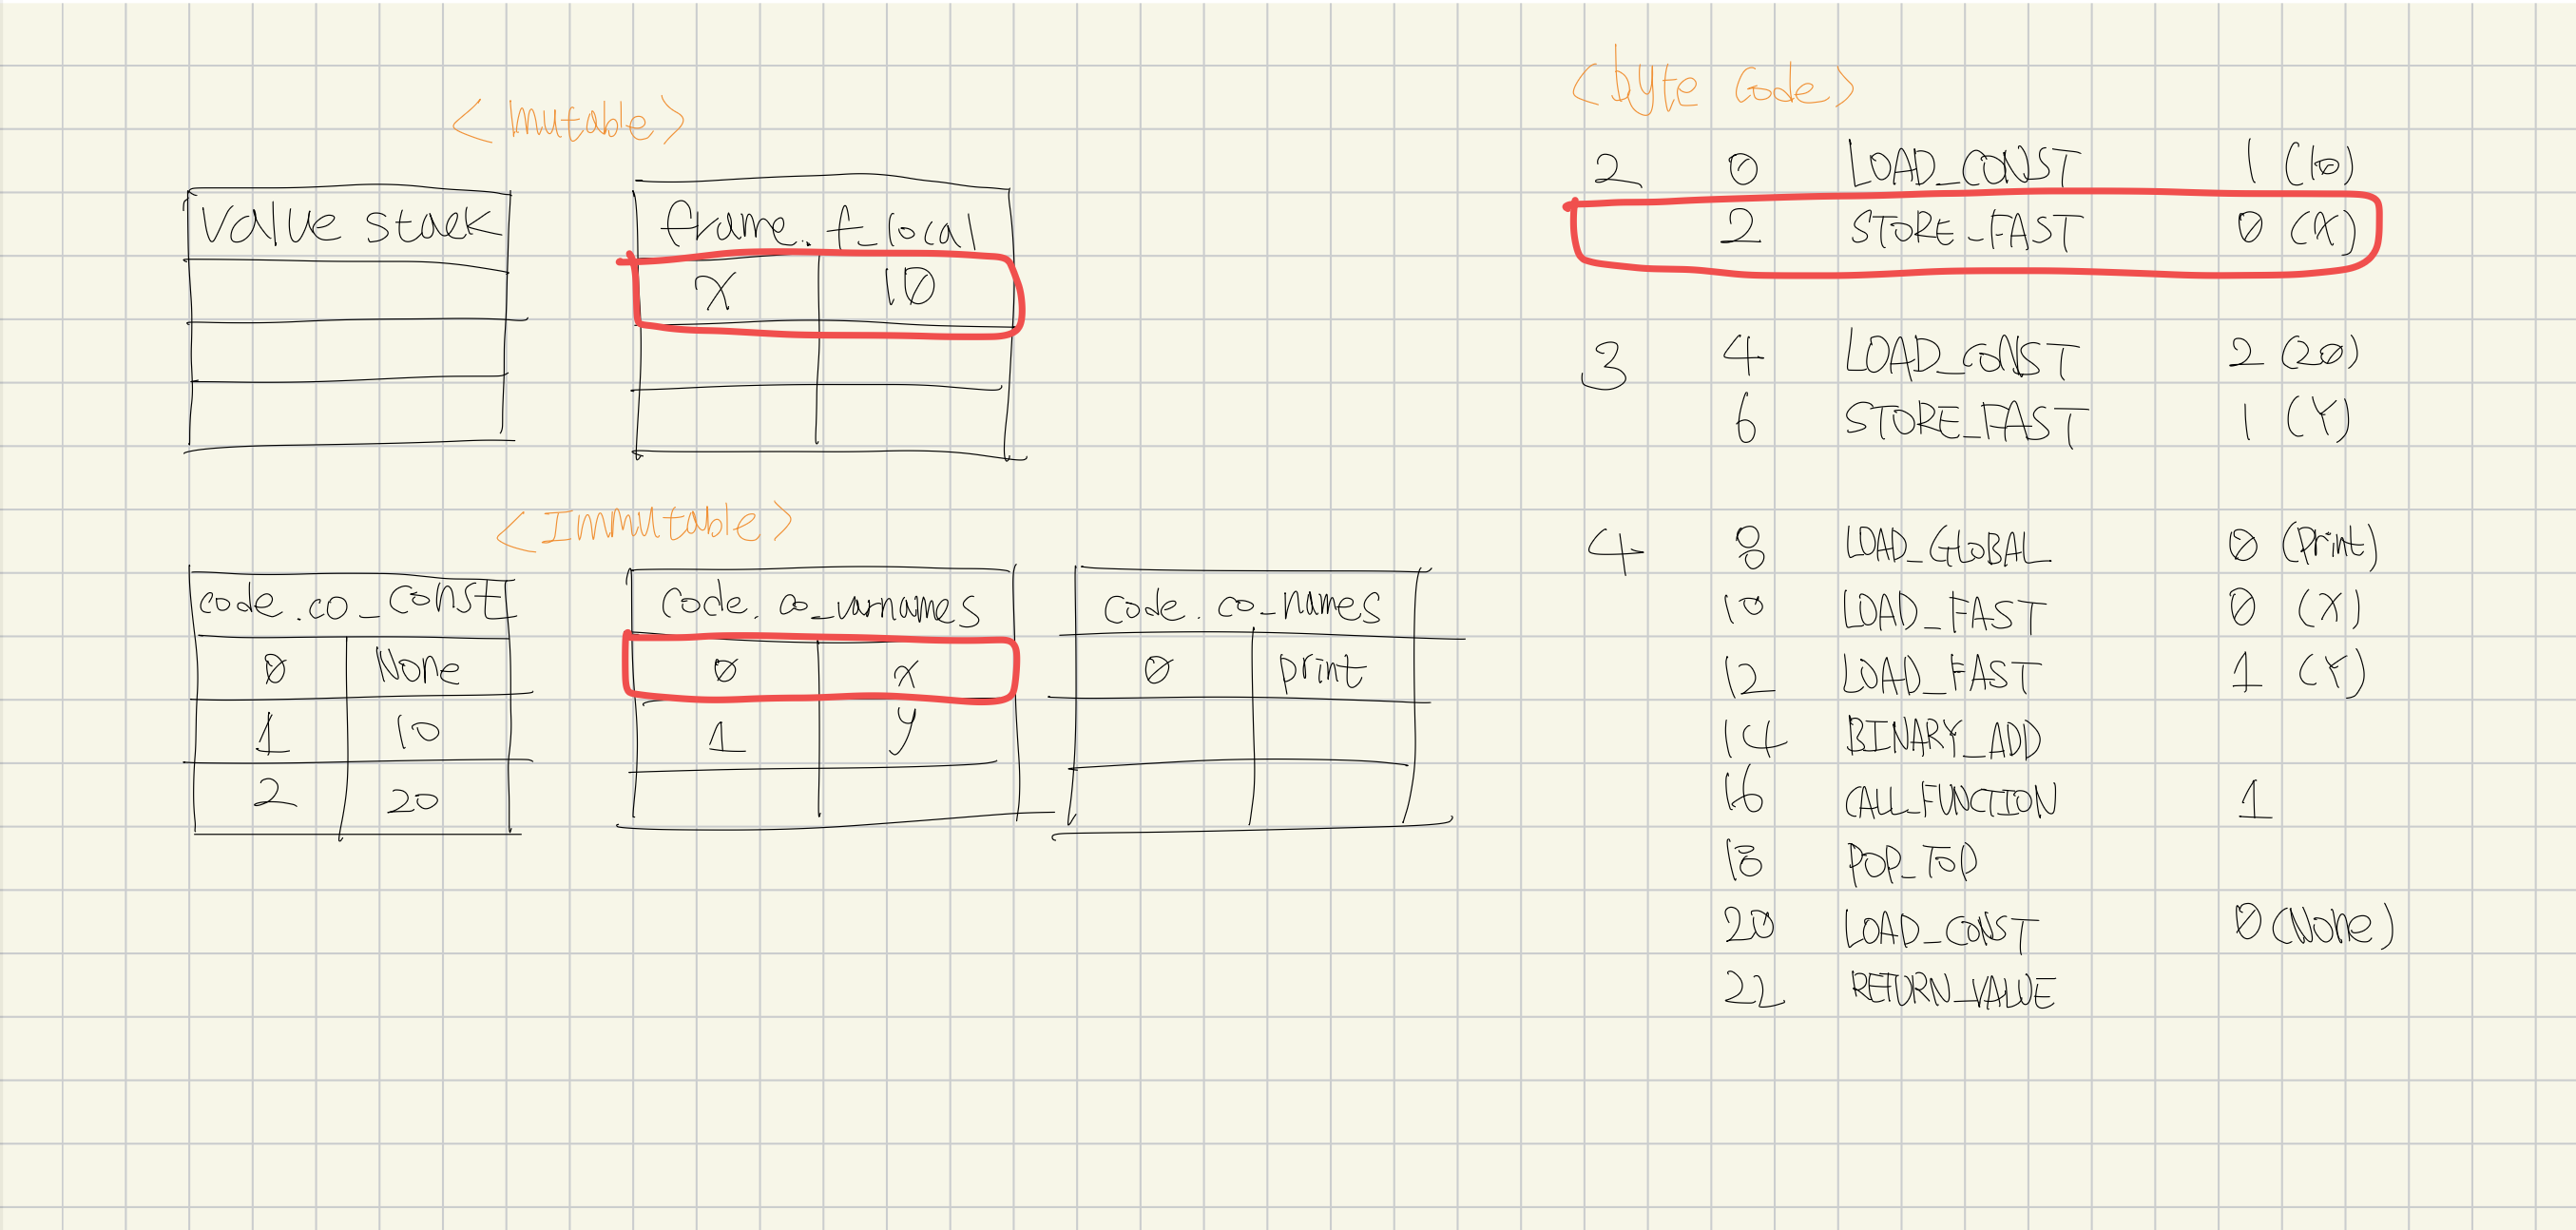 <mutable>
value stack
frame.f_local
x 10
<Immutable>
code.co_const
0 None
1 10
2 20
code.co_varnames
0 x
1 y
code.co_names
0 print
<byte code>
2 0 LOAD_CONST 1 (10)
2 STORE_FAST 0 (X)
3 4 LOAD_CONST 2 (20)
6 STORE_FAST 1 (Y)
4 8 LOAD_GLOBAL 0 (Print)
10 LOAD_FAST 0 (X)
12 LOAD_FAST 1 (Y)
14 BINARY_ADD
16 CALL_FUNCTION 1
18 POP_TOP
20 LOAD_CONST 0 (None)
22 RETURN_VALUE